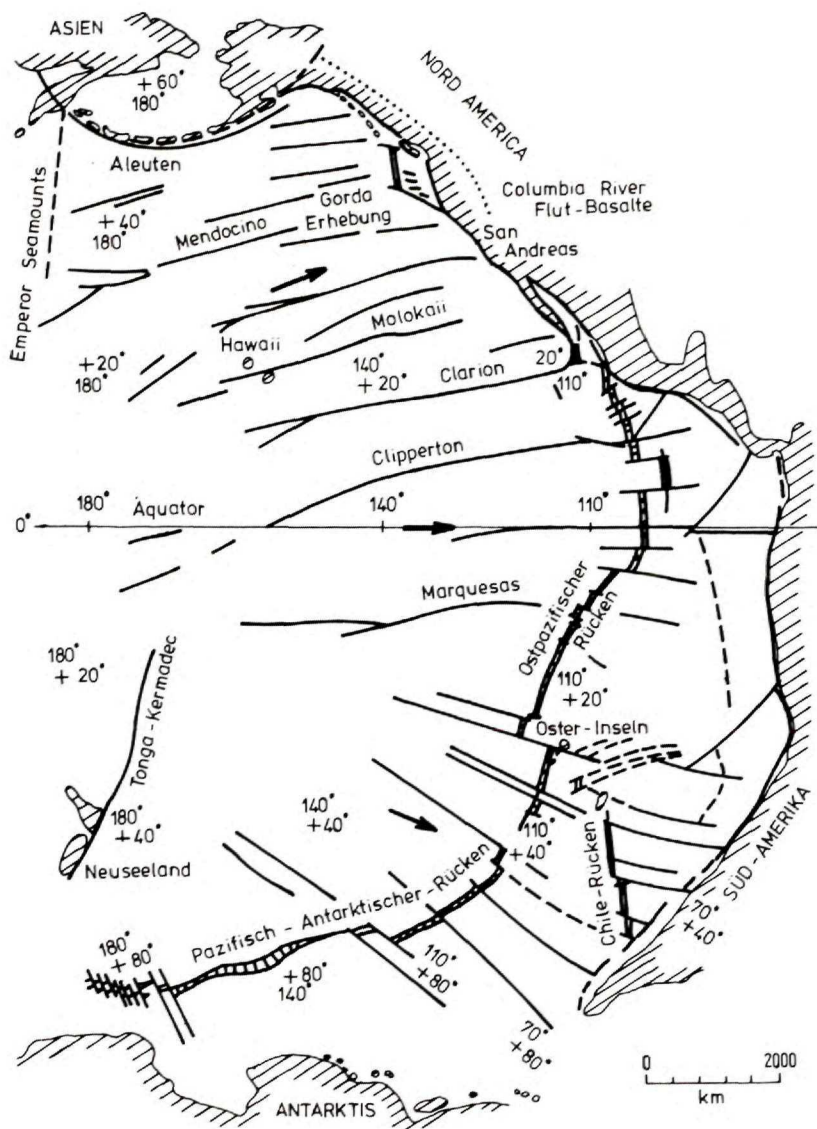 ASIEN
+60°
180°
NORD AMERICA
Aleuten
Columbia River
Flut-Basalte
+40°
180°
Gorda
Erhebung
Mendocino
San
Andreas
Emperor Seamounts
Molokaii
Hawaii
+20°
180°
140°
+20°
Clarion
20°
110°
Clipperton
180°
140°
110°
Äquator
0°
Marquesas
Ostpazifischer
Rücken
180°
+20°
110°
+20°
Tonga-Kermadec
Oster-Inseln
180°
+40°
140°
+40°
110°
+40°
Neuseeland
Chile-Rücken
SÜD-AMERIKA
70°
+40°
Pazifisch-Antarktischer-Rücken
180°
+80°
+80°
140°
110°
+80°
70°
+80°
0 2000
km
ANTARKTIS